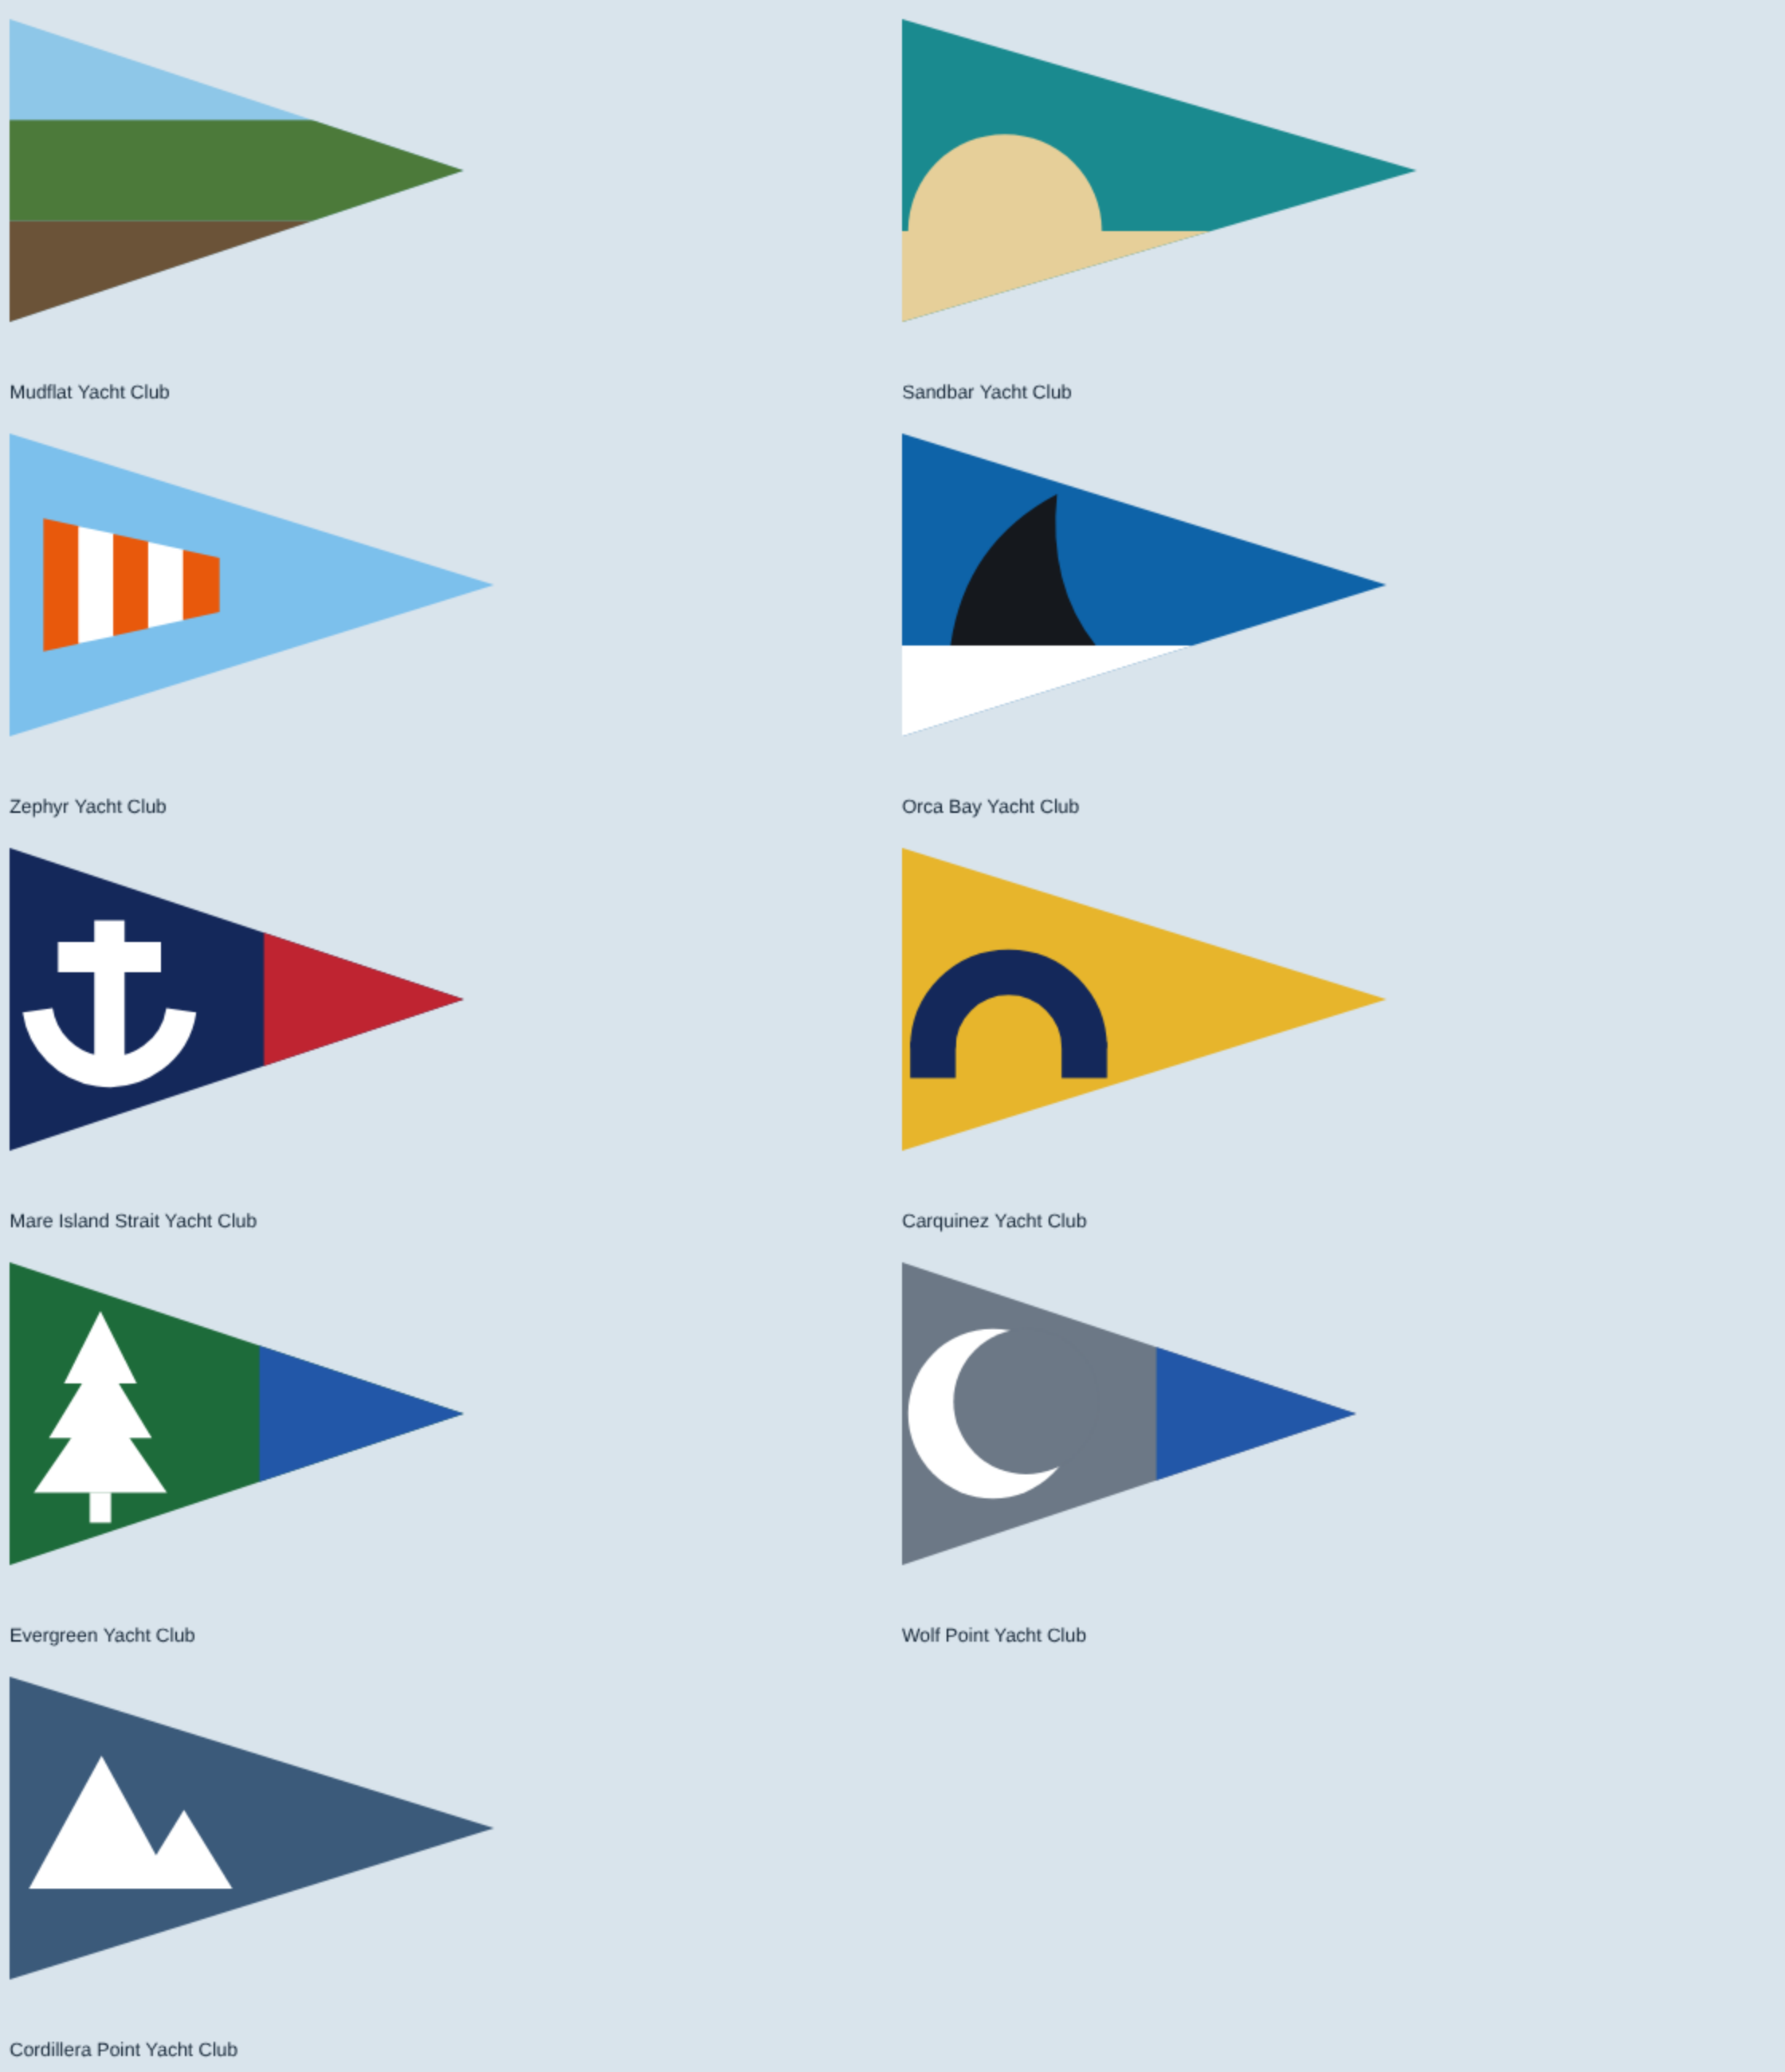 Mudflat Yacht Club
Sandbar Yacht Club
Zephyr Yacht Club
Orca Bay Yacht Club
Mare Island Strait Yacht Club
Carquinez Yacht Club
Evergreen Yacht Club
Wolf Point Yacht Club
Cordillera Point Yacht Club